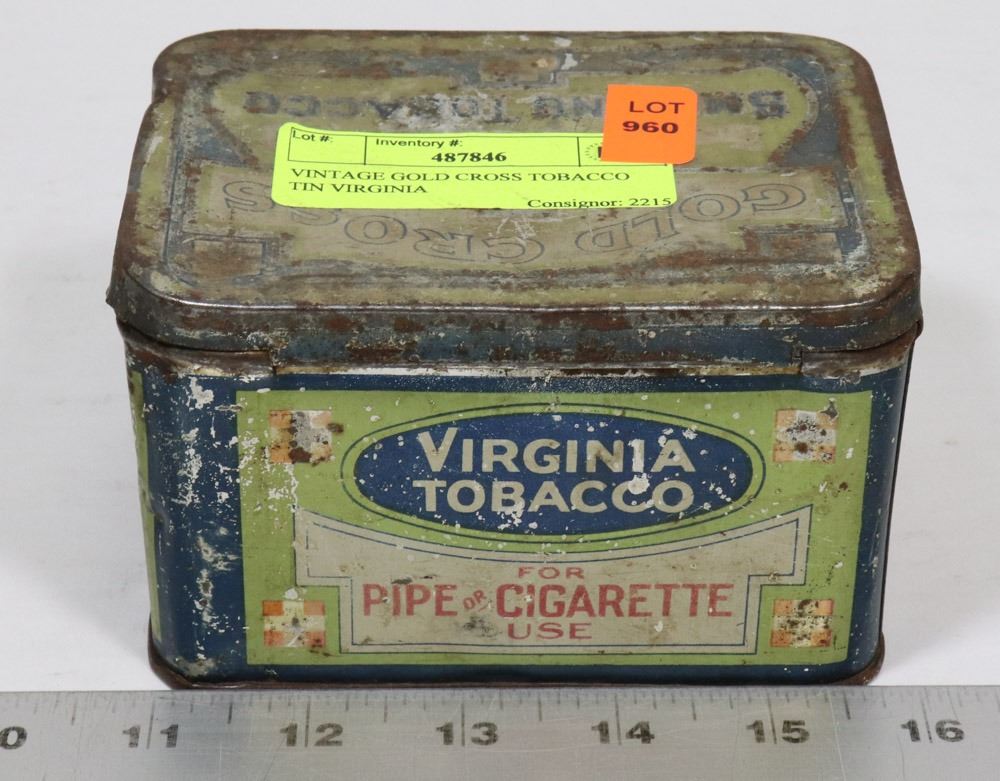 SMOKING TOBACCO
LOT
960
Lot #:
Inventory #:
487846
VINTAGE GOLD CROSS TOBACCO
TIN VIRGINIA
Consignor: 2215
GOLD CROSS
VIRGINIA
TOBACCO
FOR
PIPE OR CIGARETTE
USE
0 11 12 13 14 15 16